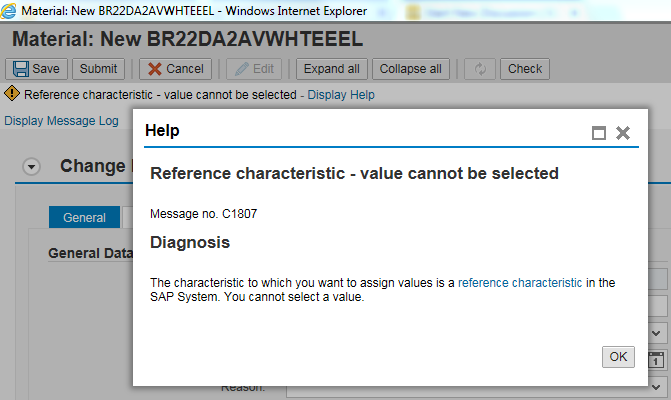 Material: New BR22DA2AVWHTEEEL - Windows Internet Explorer
Material: New BR22DA2AVWHTEEEL
Save Submit Cancel Edit Expand all Collapse all Check
Reference characteristic - value cannot be selected - Display Help
Display Message Log
Help
Change
Reference characteristic - value cannot be selected
General
Message no. C1807
Diagnosis
General Data
The characteristic to which you want to assign values is a reference characteristic in the
SAP System. You cannot select a value.
OK
Reason: